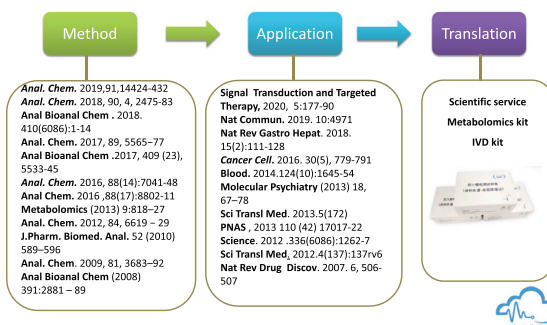 Method
Application
Translation
Anal. Chem. 2019,91,14424-432
Anal. Chem. 2018, 90, 4, 2475-83
Anal Bioanal Chem . 2018.
410(6086):1-14
Anal. Chem. 2017, 89, 5565–77
Anal Bioanal Chem .2017, 409 (23),
5533-45
Anal. Chem. 2016, 88(14):7041-48
Anal Chem. 2016 ,88(17):8802-11
Metabolomics (2013) 9:818–27
Anal. Chem. 2012, 84, 6619 – 29
J.Pharm. Biomed. Anal. 52 (2010)
589–596
Anal. Chem. 2009, 81, 3683–92
Anal Bioanal Chem (2008)
391:2881 – 89
Signal Transduction and Targeted
Therapy, 2020, 5:177-90
Nat Commun. 2019. 10:4971
Nat Rev Gastro Hepat. 2018.
15(2):111-128
Cancer Cell. 2016. 30(5), 779-791
Blood. 2014.124(10):1645-54
Molecular Psychiatry (2013) 18,
67–78
Sci Transl Med. 2013.5(172)
PNAS , 2013 110 (42) 17017-22
Science. 2012 .336(6086):1262-7
Sci Transl Med. 2012.4(137):137rv6
Nat Rev Drug Discov. 2007. 6, 506-
507
Scientific service
Metabolomics kit
IVD kit